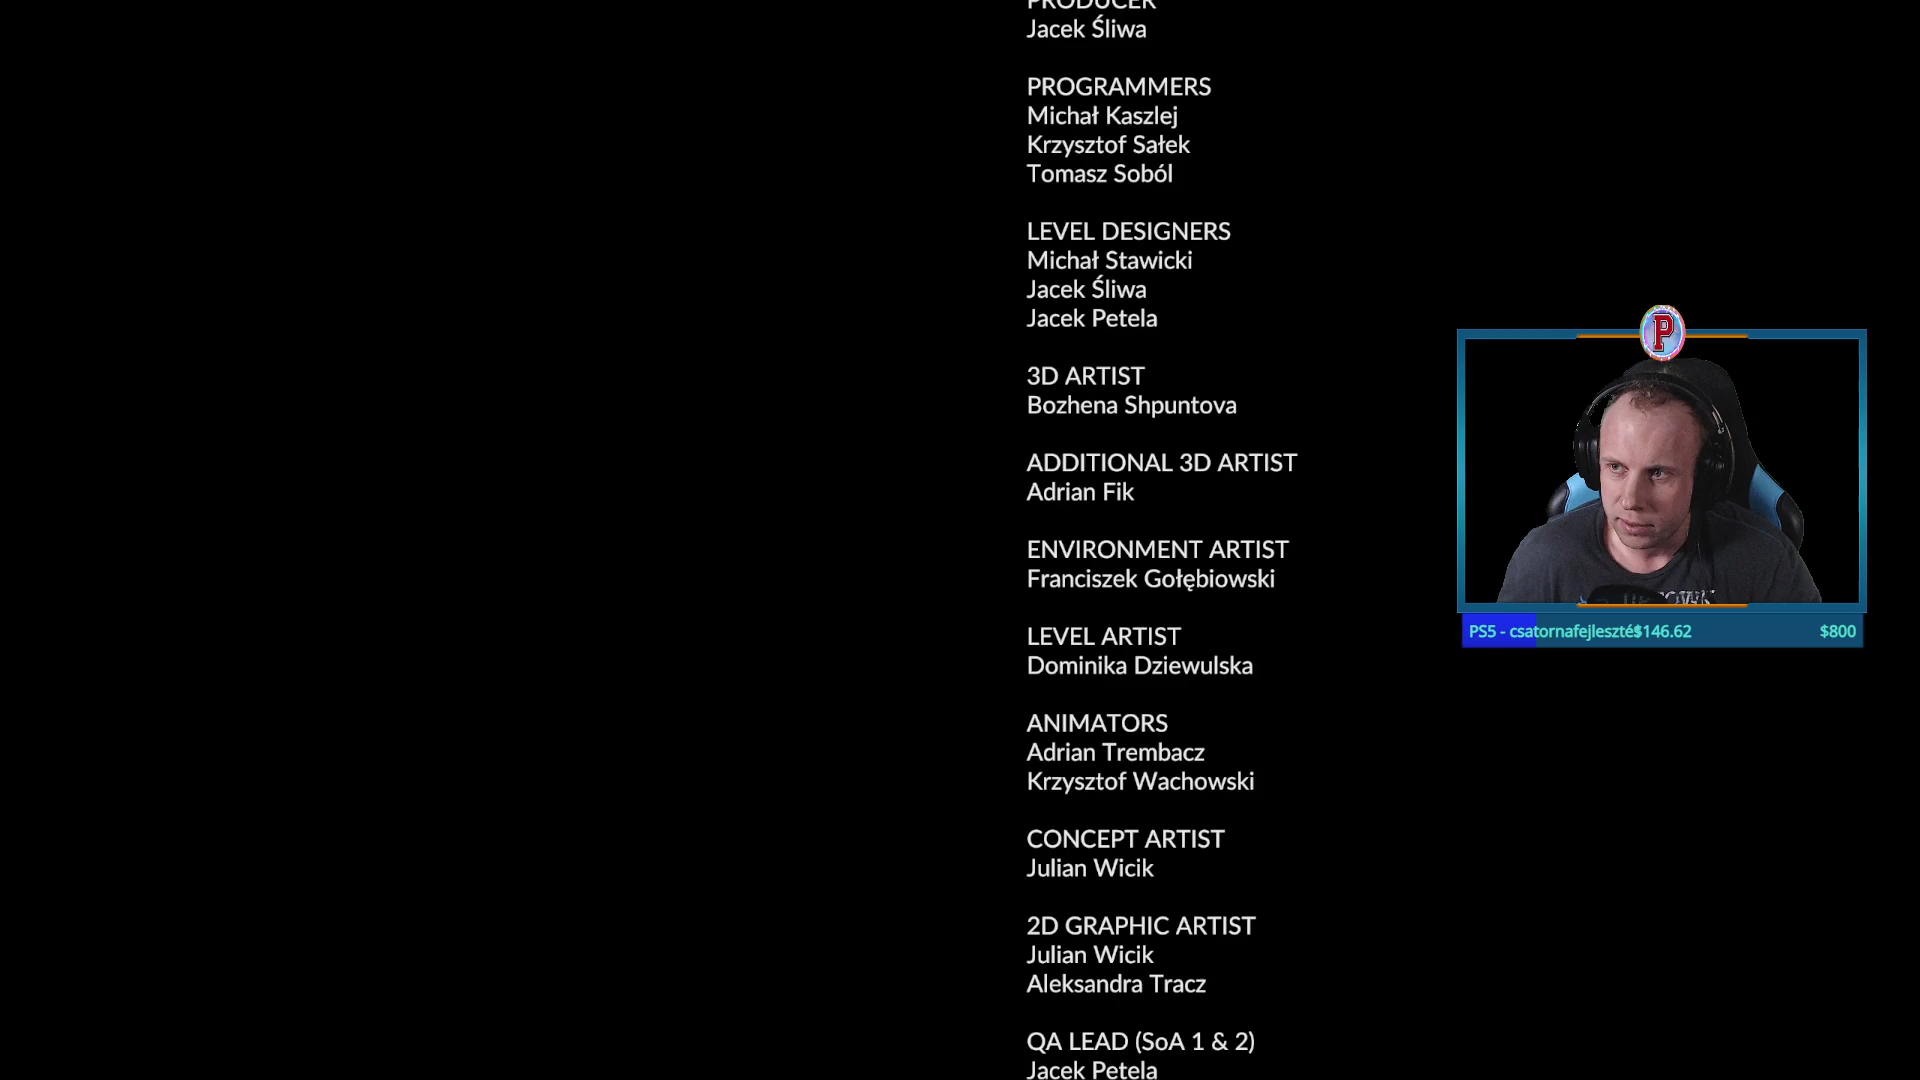 PRODUCER
Jacek Śliwa
PROGRAMMERS
Michał Kaszlej
Krzysztof Sałek
Tomasz Soból
LEVEL DESIGNERS
Michał Stawicki
Jacek Śliwa
Jacek Petela
3D ARTIST
Bozhena Shpuntova
ADDITIONAL 3D ARTIST
Adrian Fik
ENVIRONMENT ARTIST
Franciszek Gołębiowski
LEVEL ARTIST
Dominika Dziewulska
ANIMATORS
Adrian Trembacz
Krzysztof Wachowski
CONCEPT ARTIST
Julian Wicik
2D GRAPHIC ARTIST
Julian Wicik
Aleksandra Tracz
QA LEAD (SoA 1 & 2)
Jacek Petela
P
PS5 - csatornafejleszté$146.62 $800